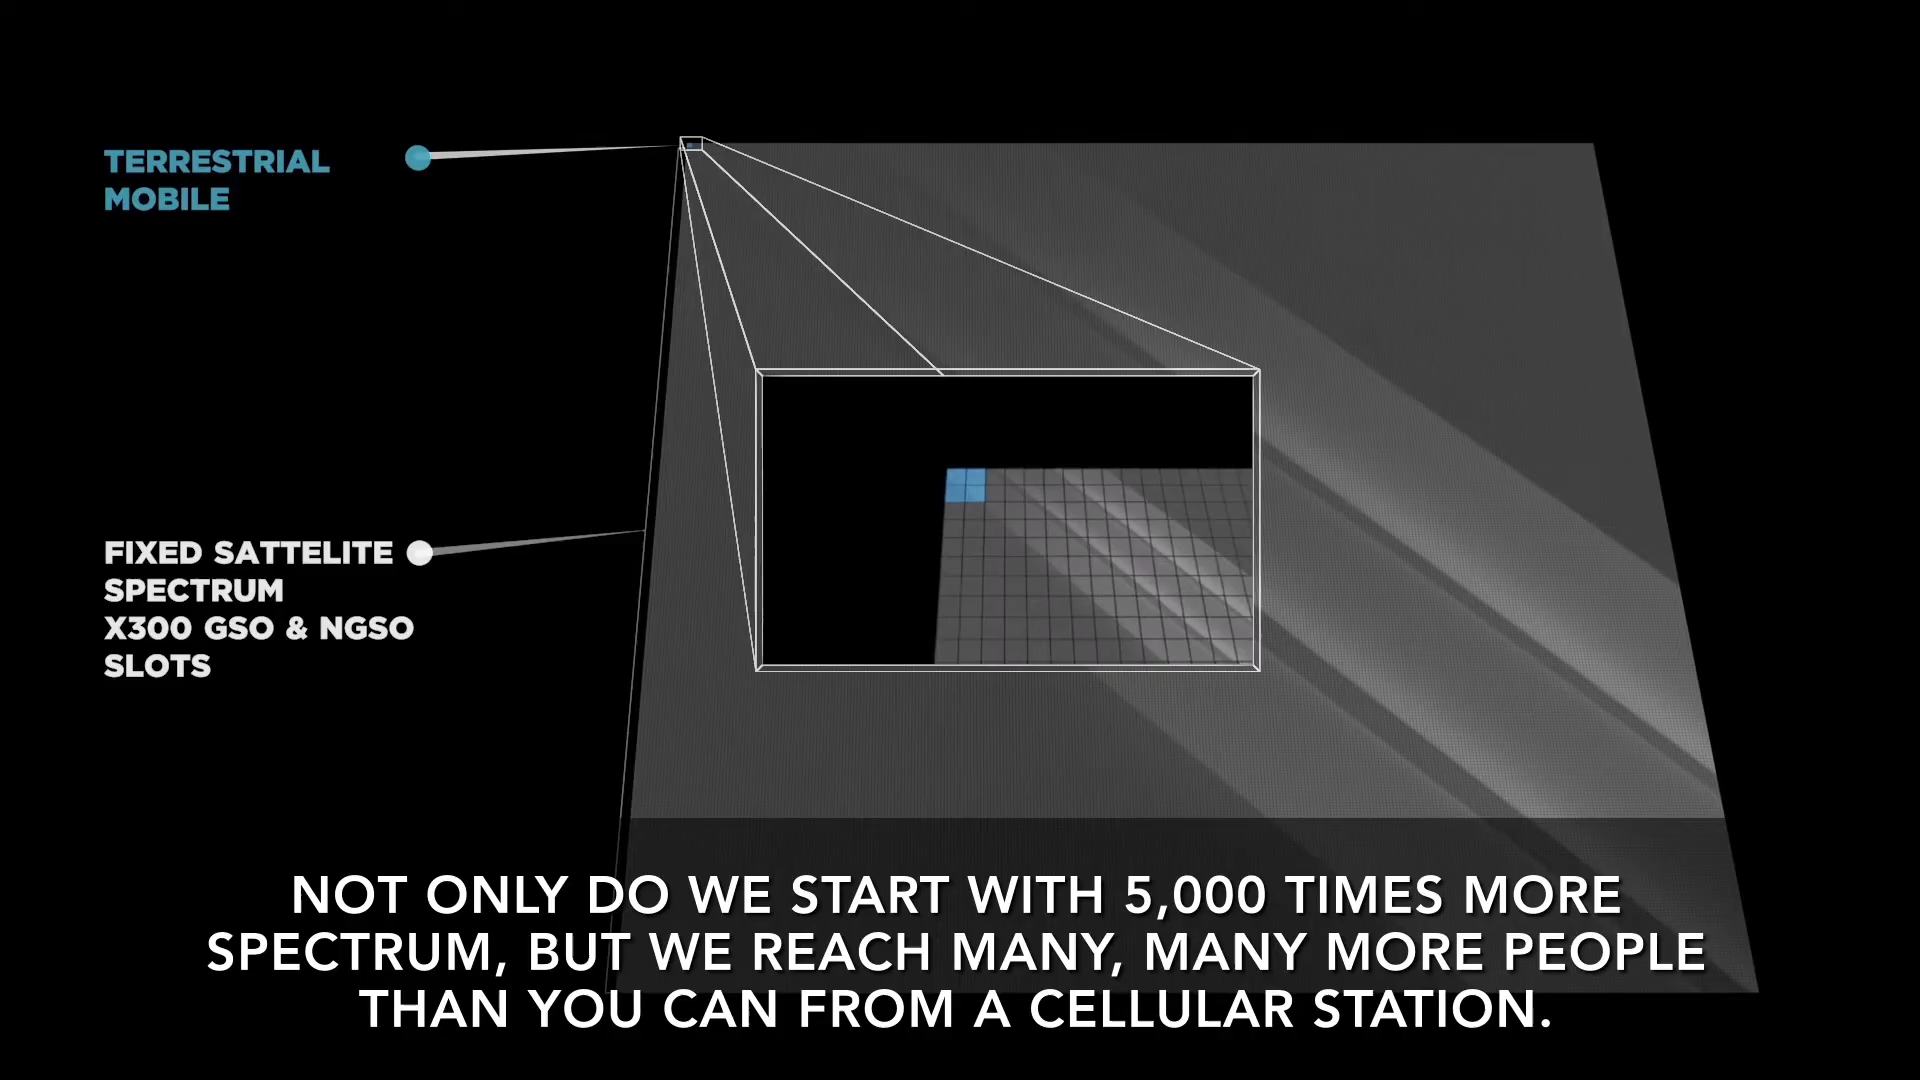 TERRESTRIAL
MOBILE
FIXED SATTELITE
SPECTRUM
X300 GSO & NGSO
SLOTS
NOT ONLY DO WE START WITH 5,000 TIMES MORE
SPECTRUM, BUT WE REACH MANY, MANY MORE PEOPLE
THAN YOU CAN FROM A CELLULAR STATION.